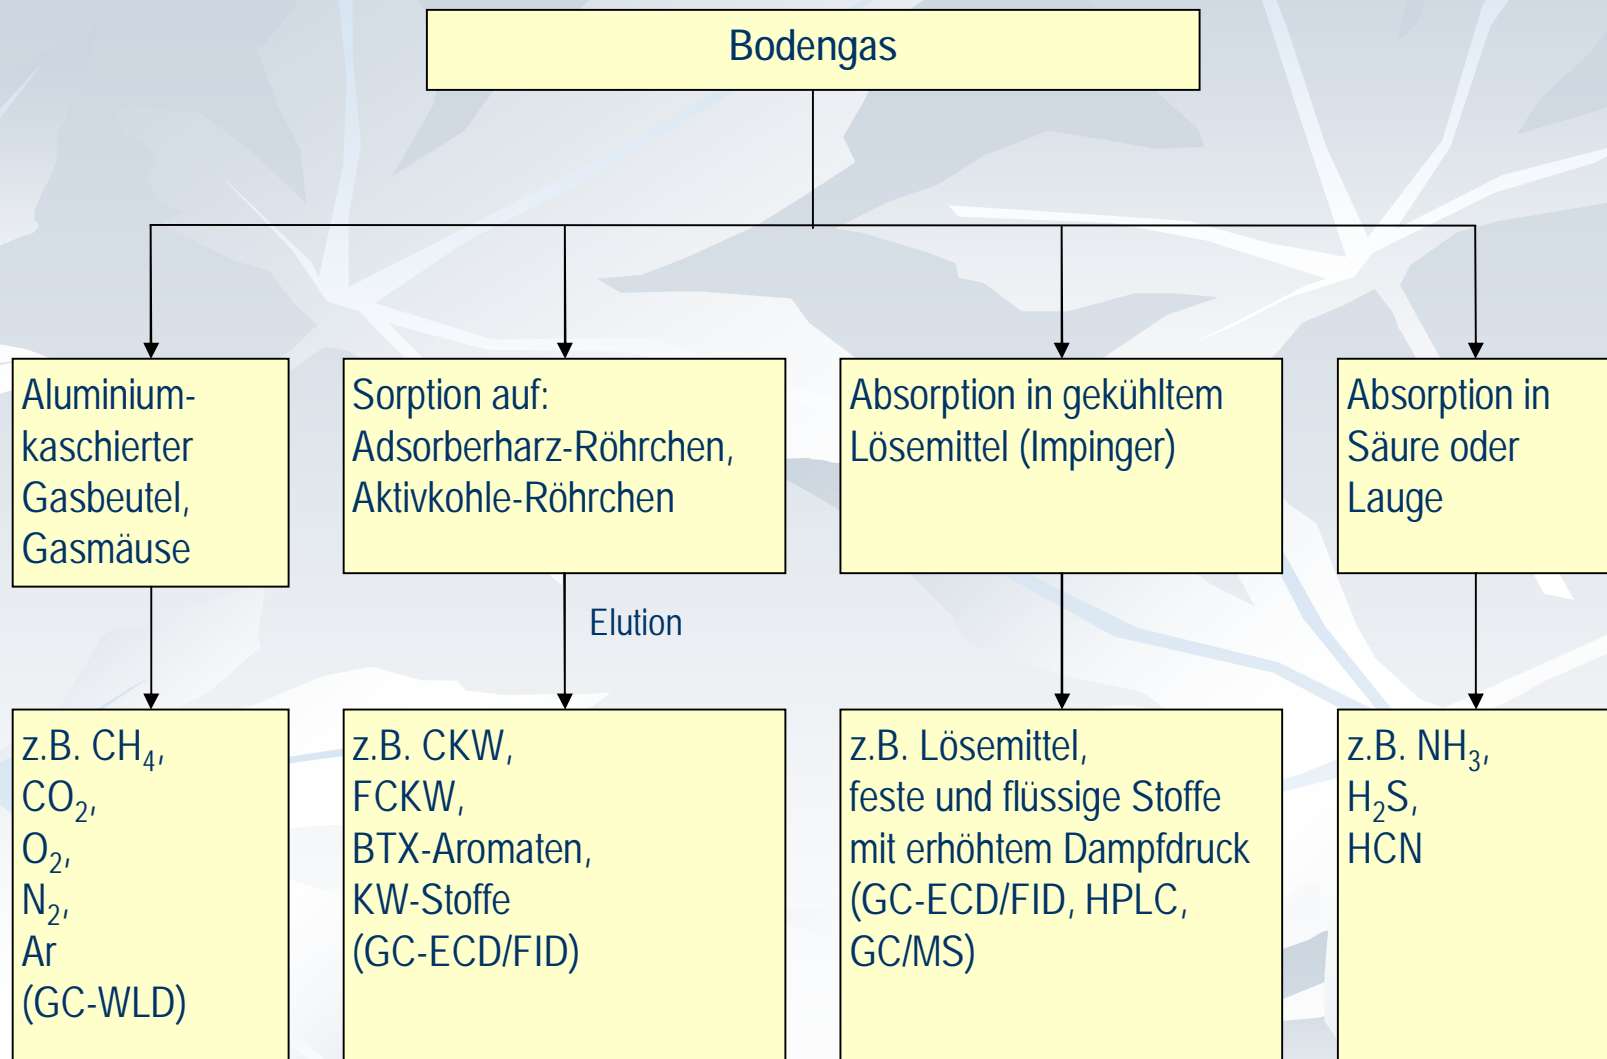 Bodengas
Aluminium-
kaschierter
Gasbeutel,
Gasmäuse
Sorption auf:
Adsorberharz-Röhrchen,
Aktivkohle-Röhrchen
Absorption in gekühltem
Lösemittel (Impinger)
Absorption in
Säure oder
Lauge
Elution
z.B. CH₄,
CO₂,
O₂,
N₂,
Ar
(GC-WLD)
z.B. CKW,
FCKW,
BTX-Aromaten,
KW-Stoffe
(GC-ECD/FID)
z.B. Lösemittel,
feste und flüssige Stoffe
mit erhöhtem Dampfdruck
(GC-ECD/FID, HPLC,
GC/MS)
z.B. NH₃,
H₂S,
HCN